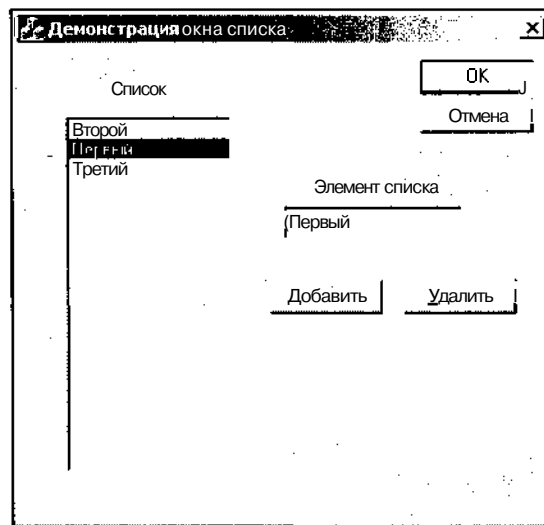 Демонстрация окна списка
Список
OK
Отмена
Второй
Первый
Третий
Элемент списка
(Первый
Добавить
Удалить